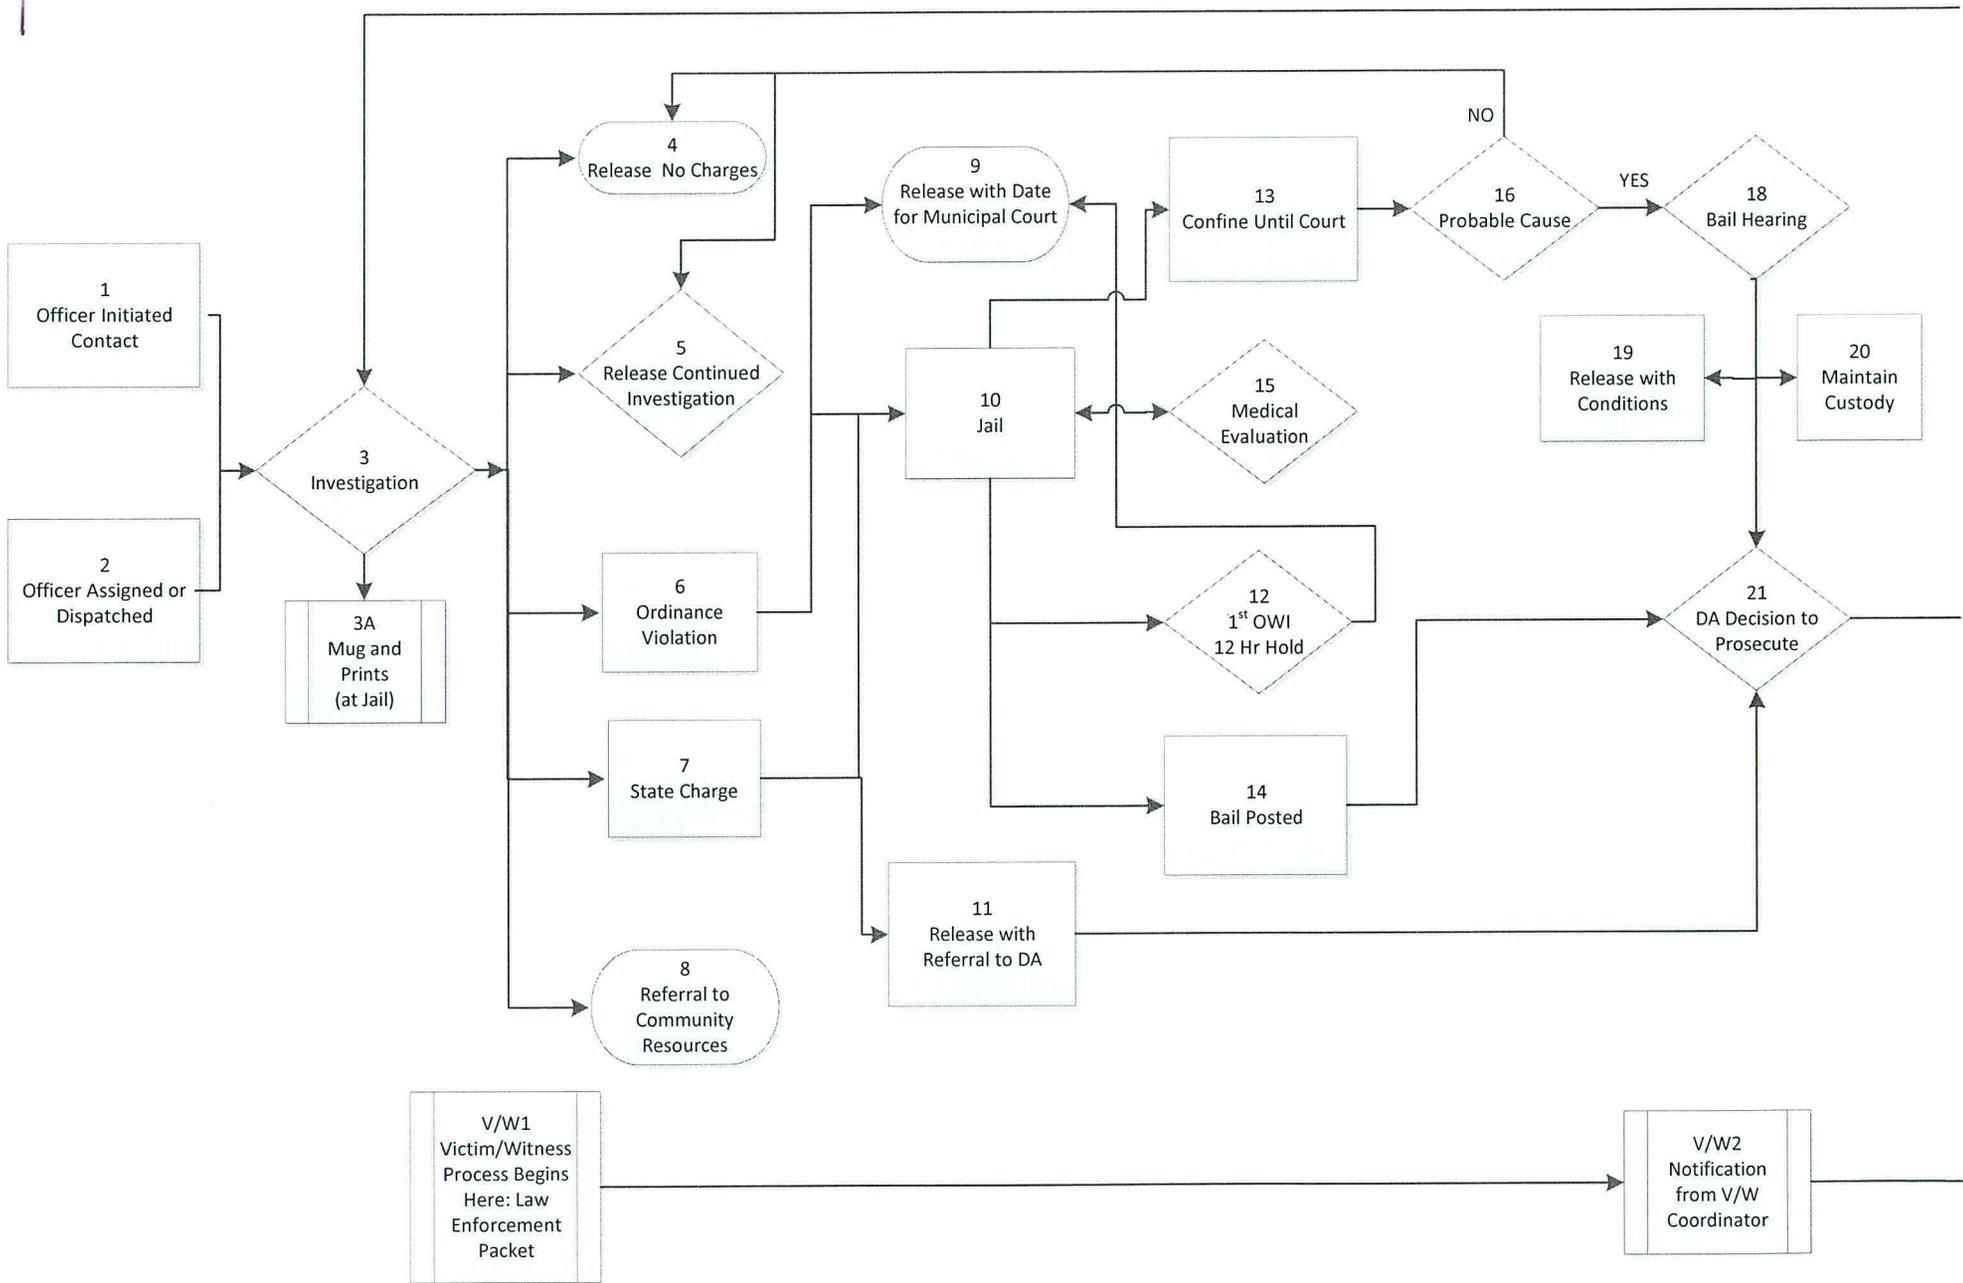 1
Officer Initiated
Contact
2
Officer Assigned or
Dispatched
3
Investigation
3A
Mug and
Prints
(at Jail)
4
Release  No Charges
5
Release Continued
Investigation
6
Ordinance
Violation
7
State Charge
8
Referral to
Community
Resources
9
Release with Date
for Municipal Court
10
Jail
11
Release with
Referral to DA
12
1st OWI
12 Hr Hold
13
Confine Until Court
14
Bail Posted
15
Medical
Evaluation
NO
16
Probable Cause
YES
18
Bail Hearing
19
Release with
Conditions
20
Maintain
Custody
21
DA Decision to
Prosecute
V/W1
Victim/Witness
Process Begins
Here: Law
Enforcement
Packet
V/W2
Notification
from V/W
Coordinator